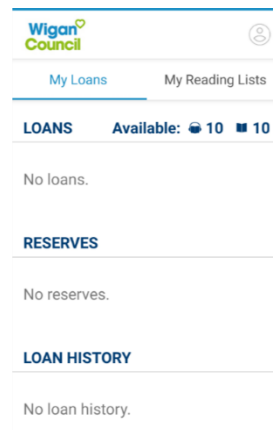 Wigan
Council
My Loans My Reading Lists
LOANS Available: 10 10
No loans.
RESERVES
No reserves.
LOAN HISTORY
No loan history.